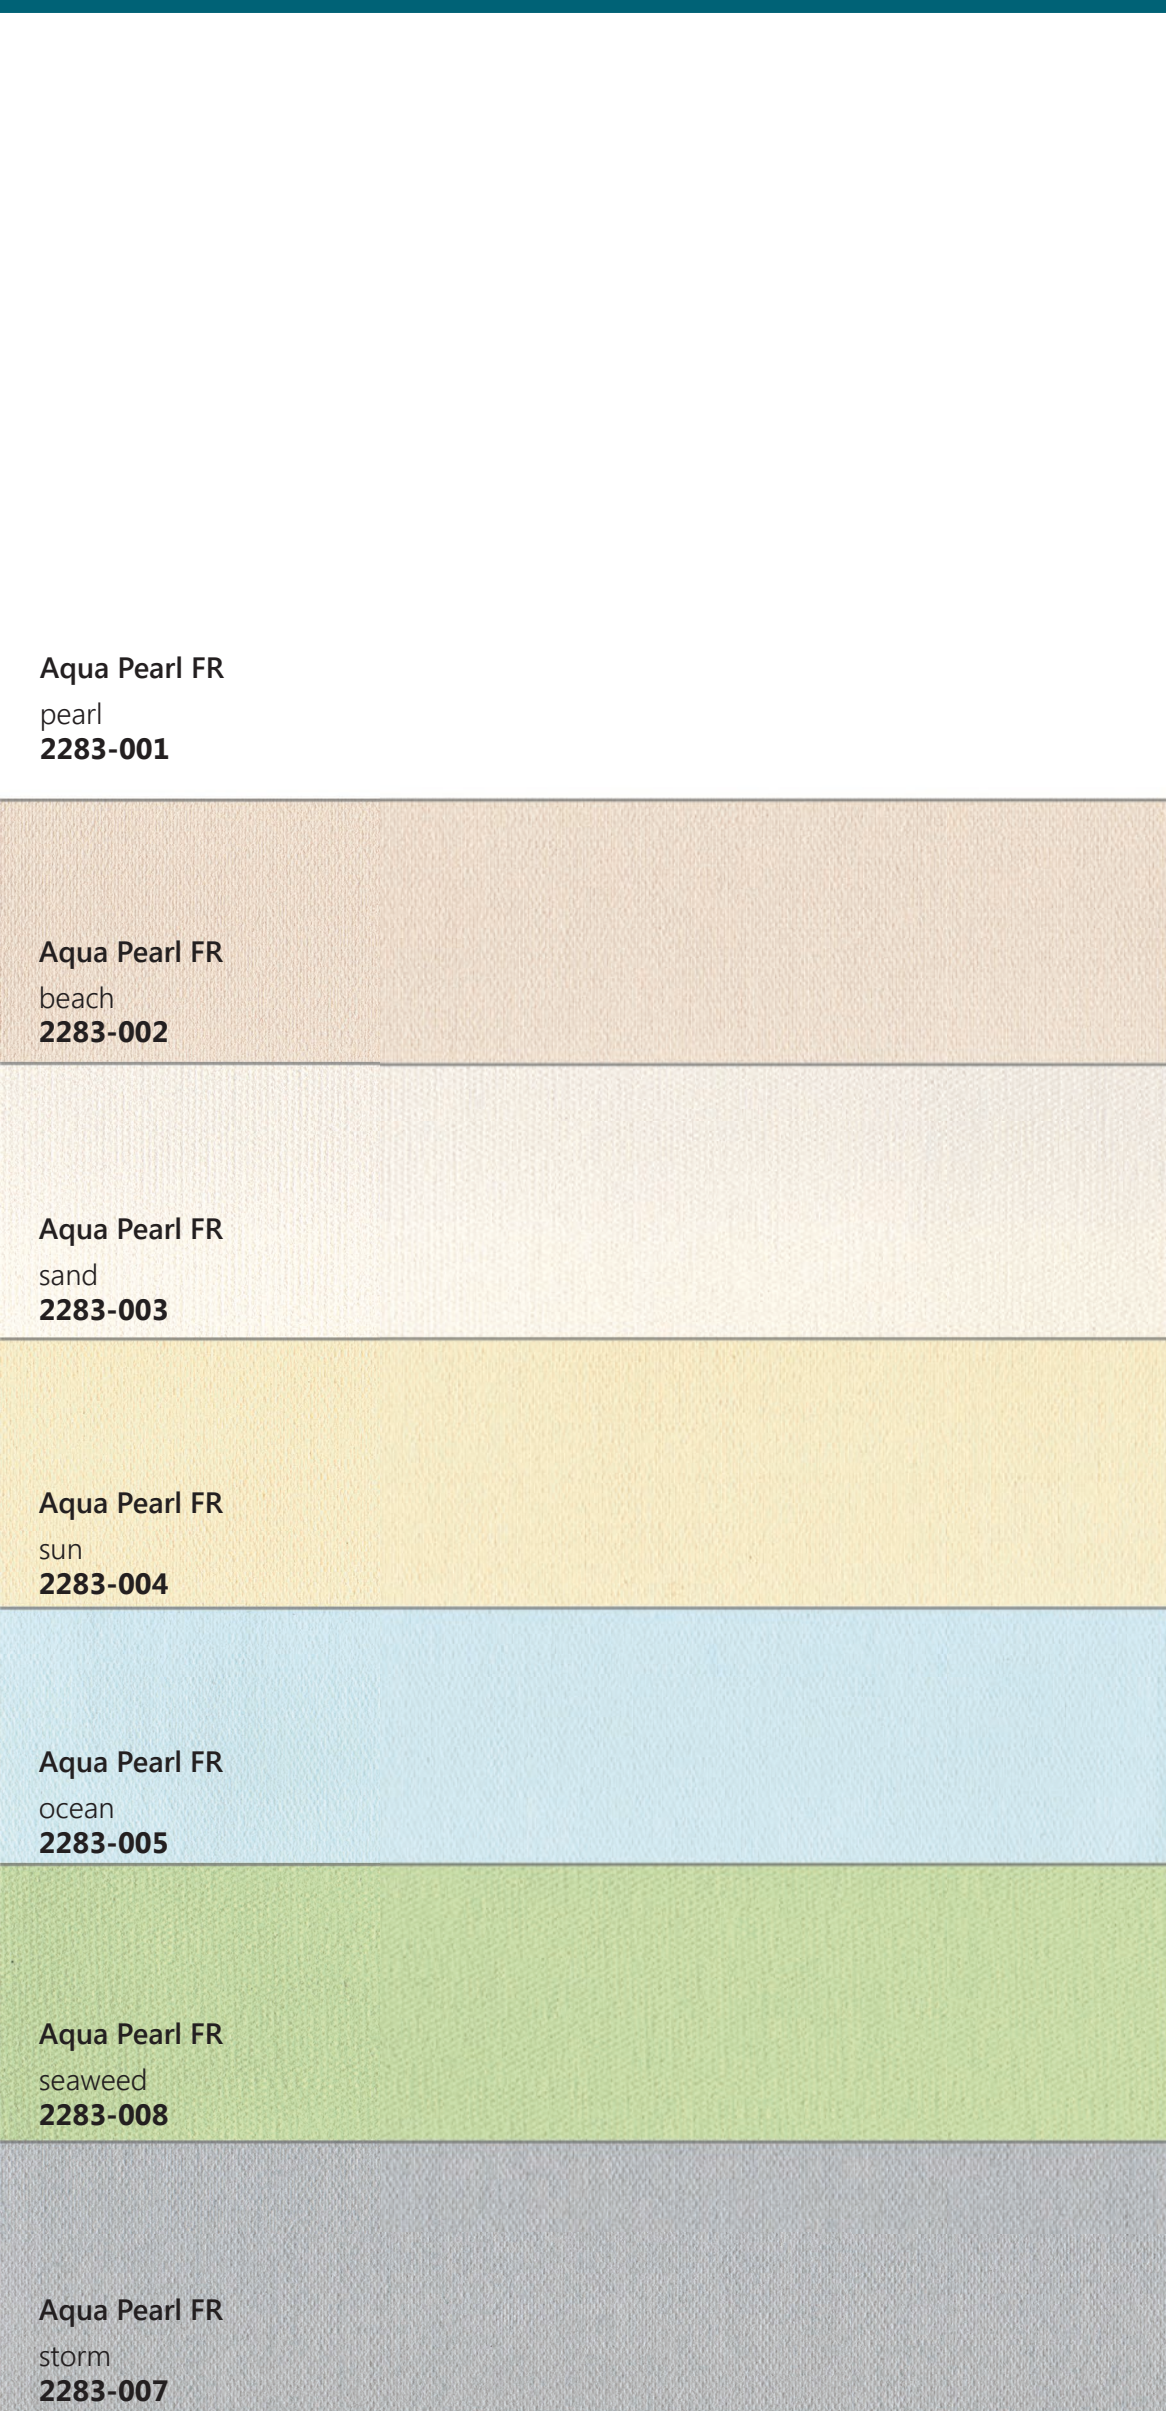 Aqua Pearl FR
pearl
2283-001
Aqua Pearl FR
beach
2283-002
Aqua Pearl FR
sand
2283-003
Aqua Pearl FR
sun
2283-004
Aqua Pearl FR
ocean
2283-005
Aqua Pearl FR
seaweed
2283-008
Aqua Pearl FR
storm
2283-007